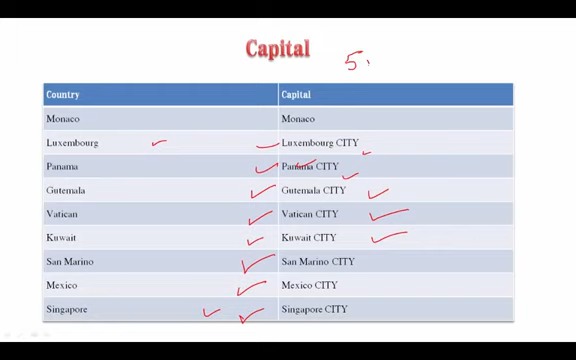 Capital
5
Country Capital
Monaco Monaco
Luxembourg Luxembourg CITY
Panama Panama CITY
Gutemala Gutemala CITY
Vatican Vatican CITY
Kuwait Kuwait CITY
San Marino San Marino CITY
Mexico Mexico CITY
Singapore Singapore CITY